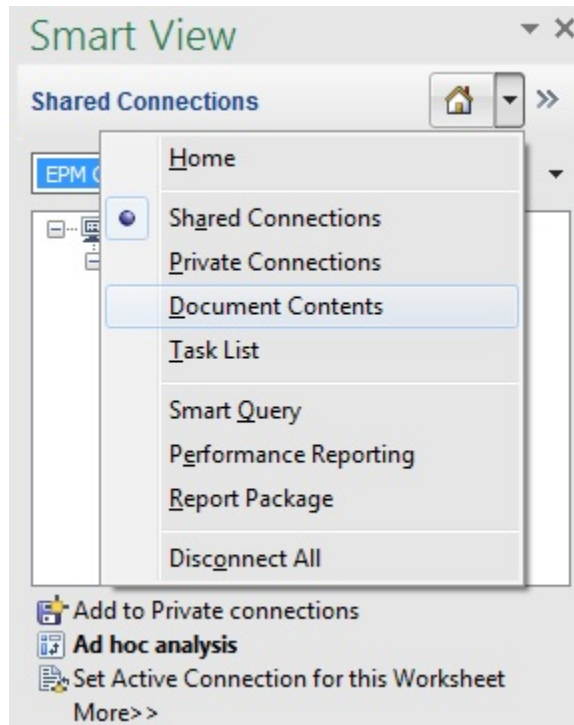 Smart View
Shared Connections
EPM
Home
Shared Connections
Private Connections
Document Contents
Task List
Smart Query
Performance Reporting
Report Package
Disconnect All
Add to Private connections
Ad hoc analysis
Set Active Connection for this Worksheet
More>>